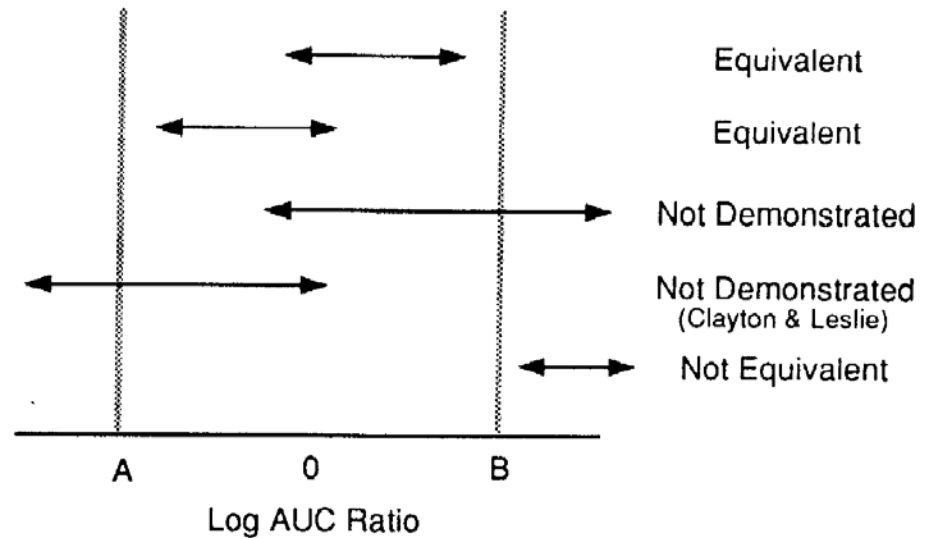 Equivalent
Equivalent
Not Demonstrated
Not Demonstrated
(Clayton & Leslie)
Not Equivalent
A 0 B
Log AUC Ratio